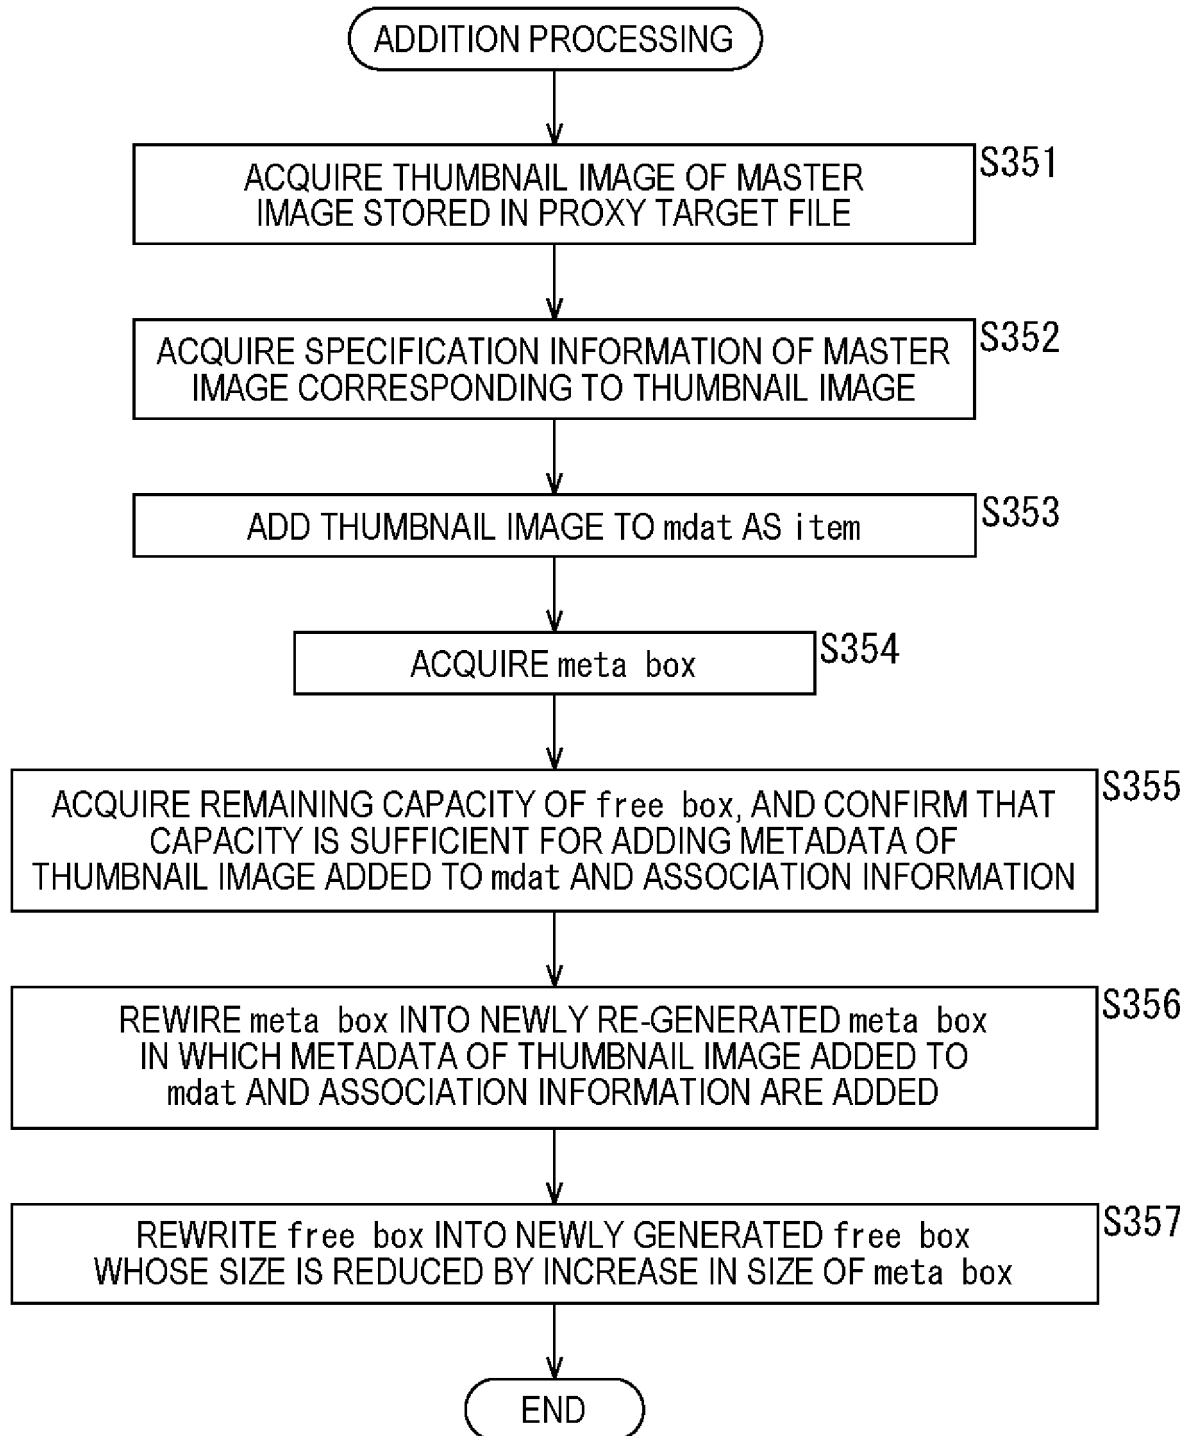 ADDITION PROCESSING
S351
ACQUIRE THUMBNAIL IMAGE OF MASTER
IMAGE STORED IN PROXY TARGET FILE
S352
ACQUIRE SPECIFICATION INFORMATION OF MASTER
IMAGE CORRESPONDING TO THUMBNAIL IMAGE
S353
ADD THUMBNAIL IMAGE TO mdat AS item
S354
ACQUIRE meta box
S355
ACQUIRE REMAINING CAPACITY OF free box, AND CONFIRM THAT
CAPACITY IS SUFFICIENT FOR ADDING METADATA OF
THUMBNAIL IMAGE ADDED TO mdat AND ASSOCIATION INFORMATION
S356
REWIRE meta box INTO NEWLY RE-GENERATED meta box
IN WHICH METADATA OF THUMBNAIL IMAGE ADDED TO
mdat AND ASSOCIATION INFORMATION ARE ADDED
S357
REWRITE free box INTO NEWLY GENERATED free box
WHOSE SIZE IS REDUCED BY INCREASE IN SIZE OF meta box
END